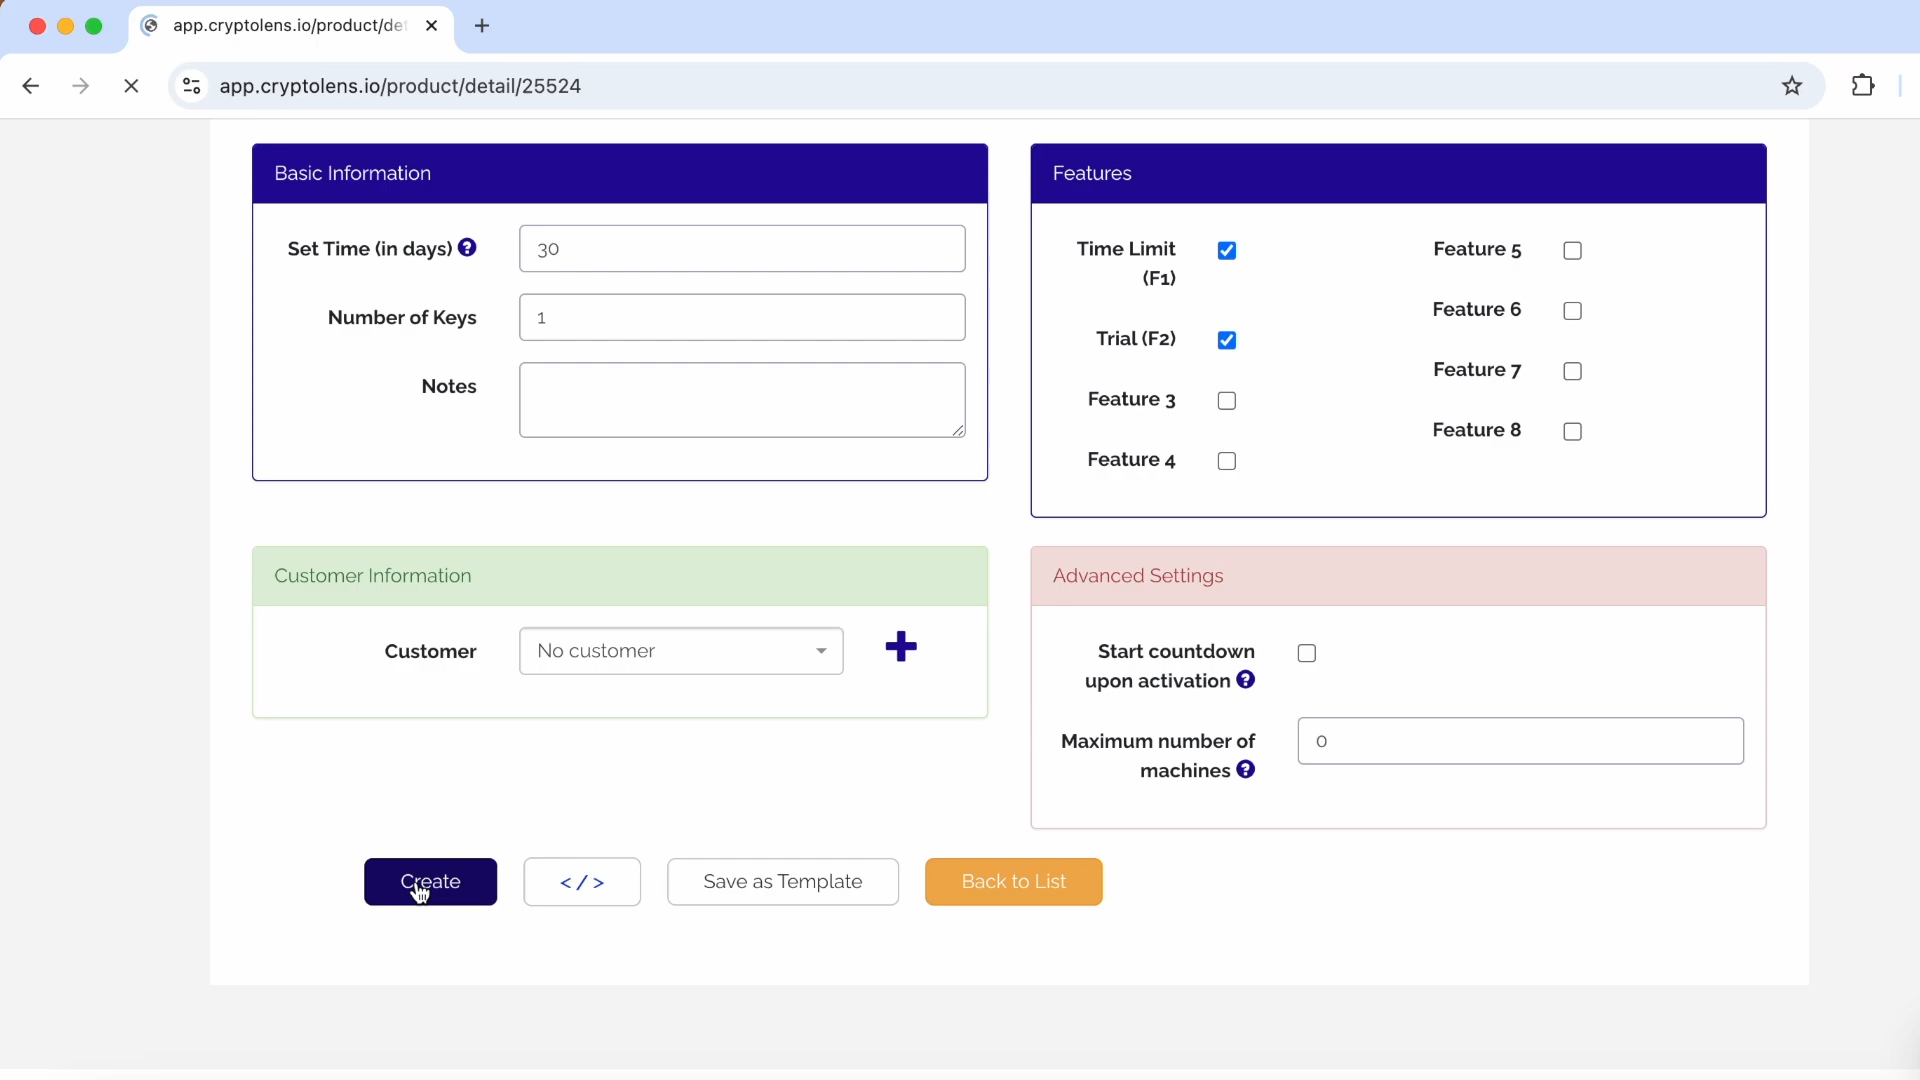 app.cryptolens.io/product/det
app.cryptolens.io/product/detail/25524
Basic Information
Set Time (in days) ?
30
Number of Keys
1
Notes
Features
Time Limit
(F1)
Trial (F2)
Feature 3
Feature 4
Feature 5
Feature 6
Feature 7
Feature 8
Customer Information
Customer
No customer
Advanced Settings
Start countdown
upon activation ?
Maximum number of
machines ?
0
Create
</>
Save as Template
Back to List